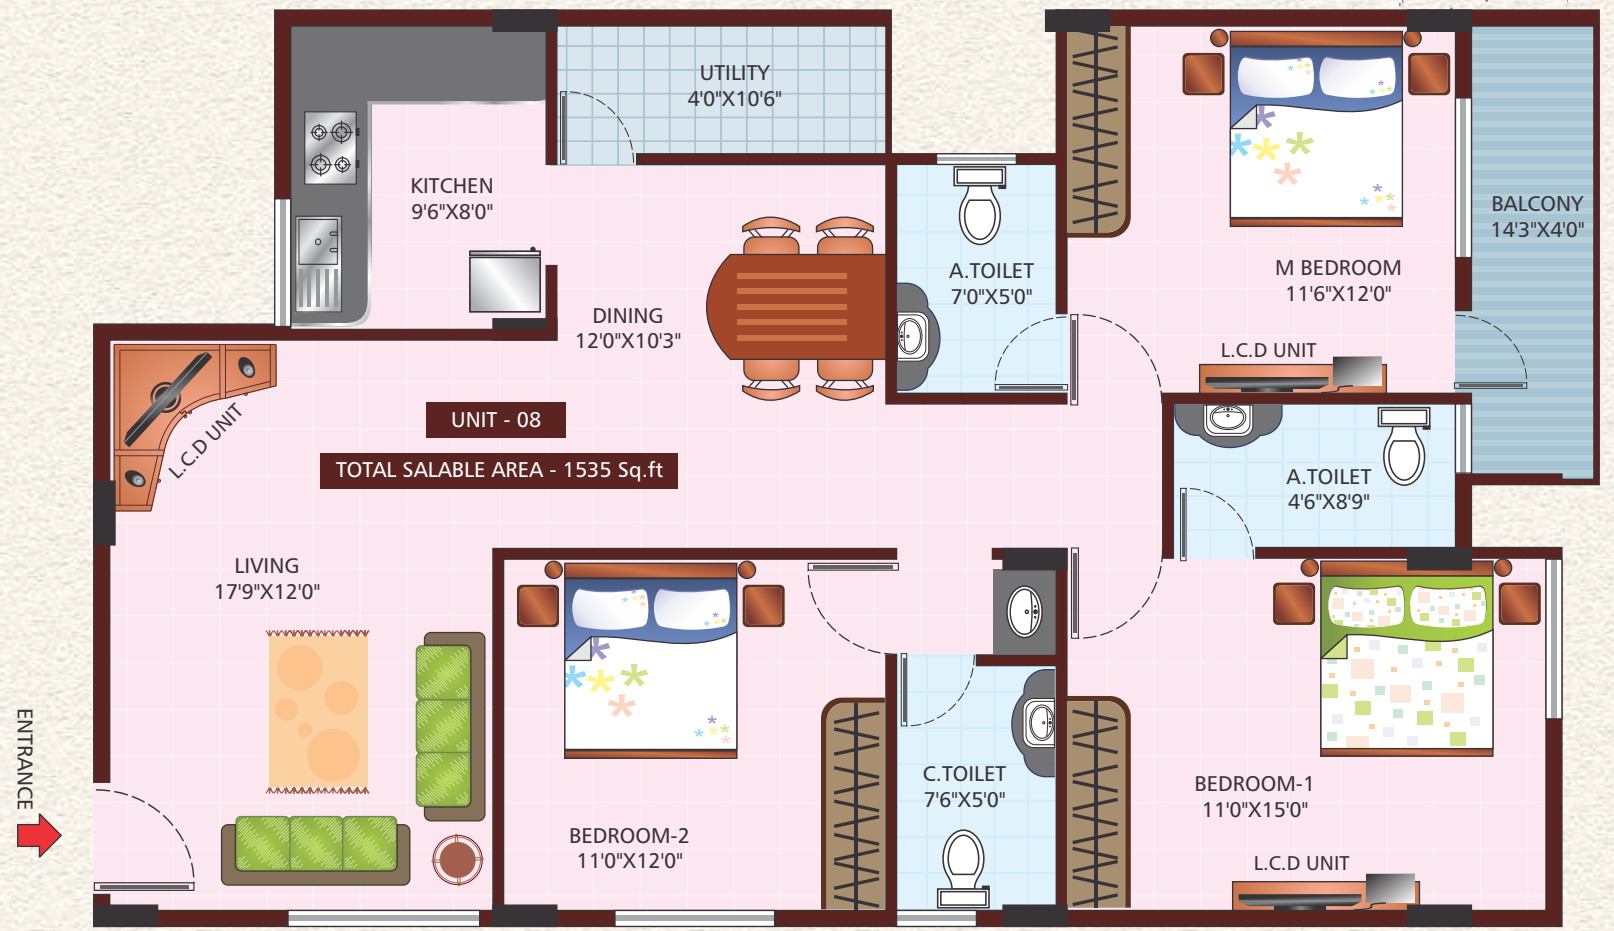 UTILITY
4'0"X10'6"
KITCHEN
9'6"X8'0"
BALCONY
14'3"X4'0"
A.TOILET
7'0"X5'0"
M BEDROOM
11'6"X12'0"
DINING
12'0"X10'3"
L.C.D UNIT
L.C.D UNIT
UNIT - 08
TOTAL SALABLE AREA - 1535 Sq.ft
A.TOILET
4'6"X8'9"
LIVING
17'9"X12'0"
ENTRANCE
C.TOILET
7'6"X5'0"
BEDROOM-1
11'0"X15'0"
BEDROOM-2
11'0"X12'0"
L.C.D UNIT